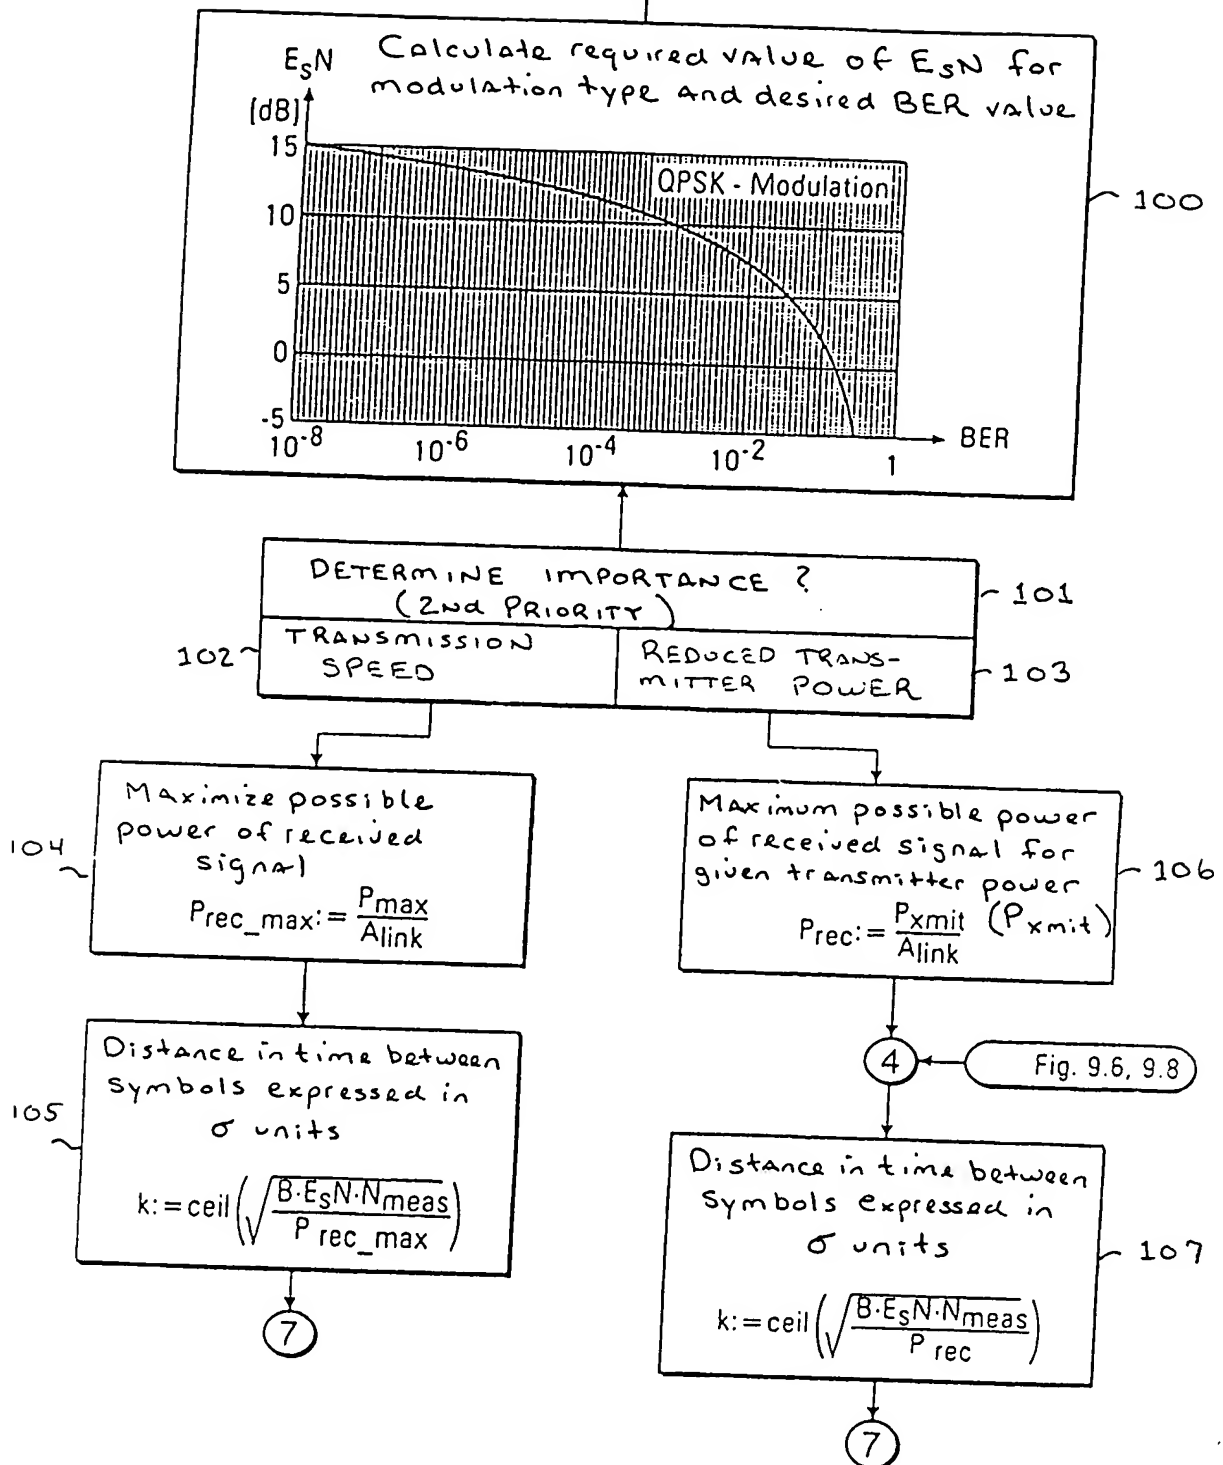 Calculate required value of EsN for
modulation type and desired BER value
EsN
[dB]
15
10
5
0
-5
QPSK - Modulation
10-8
10-6
10-4
10-2
1
BER
100
DETERMINE IMPORTANCE ?
(2nd PRIORITY)
101
102
TRANSMISSION
SPEED
REDUCED TRANS-
MITTER POWER
103
104
Maximize possible
power of received
signal
Prec_max:= Pmax
Alink
Maximum possible power
of received signal for
given transmitter power
Prec:= Pxmit (Pxmit)
Alink
106
4
Fig. 9.6, 9.8
105
Distance in time between
symbols expressed in
σ units
k:=ceil(√B·EsN·Nmeas)
P rec_max
7
Distance in time between
symbols expressed in
σ units
k:=ceil(√B·EsN·Nmeas)
P rec
107
7